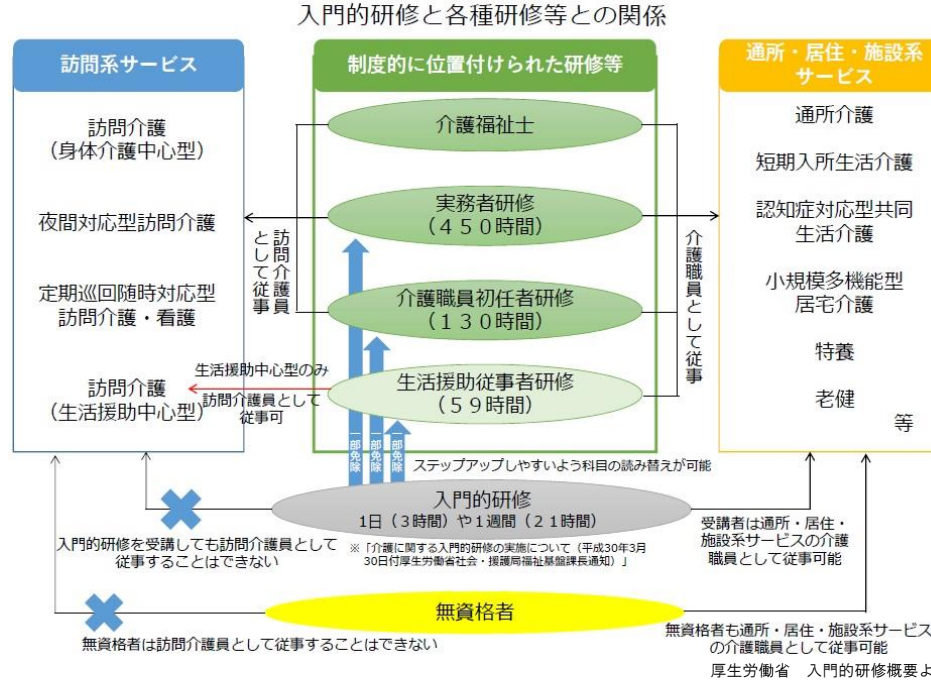 入門的研修と各種研修等との関係
訪問系サービス
訪問介護
（身体介護中心型）
夜間対応型訪問介護
定期巡回随時対応型
訪問介護・看護
訪問介護
（生活援助中心型）
訪問介護員
として従事
生活援助中心型のみ
訪問介護員として
従事可
制度的に位置付けられた研修等
介護福祉士
実務者研修
（４５０時間）
介護職員初任者研修
（１３０時間）
生活援助従事者研修
（５９時間）
一部免除
一部免除
一部免除
ステップアップしやすいよう科目の読み替えが可能
介護職員として従事
通所・居住・施設系
サービス
通所介護
短期入所生活介護
認知症対応型共同
生活介護
小規模多機能型
居宅介護
特養
老健
等
入門的研修
1日（３時間）や１週間（２１時間）
※「介護に関する入門的研修の実施について（平成30年3月
30日付厚生労働省社会・援護局福祉基盤課長通知）」
入門的研修を受講しても訪問介護員として
従事することはできない
受講者は通所・居住・
施設系サービスの介護
職員として従事可能
無資格者
無資格者は訪問介護員として従事することはできない
無資格者も通所・居住・施設系サービス
の介護職員として従事可能
厚生労働省　入門的研修概要よ